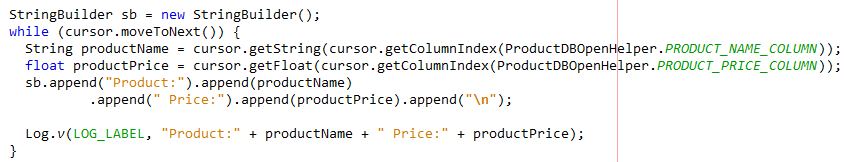 StringBuilder sb = new StringBuilder();
while (cursor.moveToNext()) {
  String productName = cursor.getString(cursor.getColumnIndex(ProductDBOpenHelper.PRODUCT_NAME_COLUMN));
  float productPrice = cursor.getFloat(cursor.getColumnIndex(ProductDBOpenHelper.PRODUCT_PRICE_COLUMN));
  sb.append("Product:").append(productName)
          .append(" Price:").append(productPrice).append("\n");
  Log.v(LOG_LABEL, "Product:" + productName + " Price:" + productPrice);
}